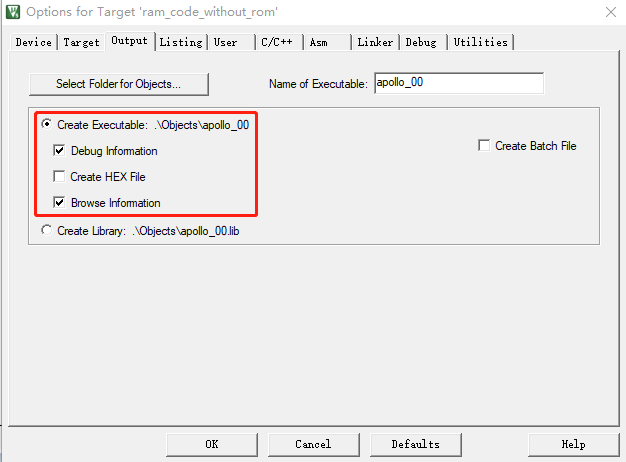 Options for Target 'ram_code_without_rom'
Device Target Output Listing User C/C++ Asm Linker Debug Utilities
Select Folder for Objects... Name of Executable: apollo_00
Create Executable: .\Objects\apollo_00
Debug Information Create Batch File
Create HEX File
Browse Information
Create Library: .\Objects\apollo_00.lib
OK Cancel Defaults Help